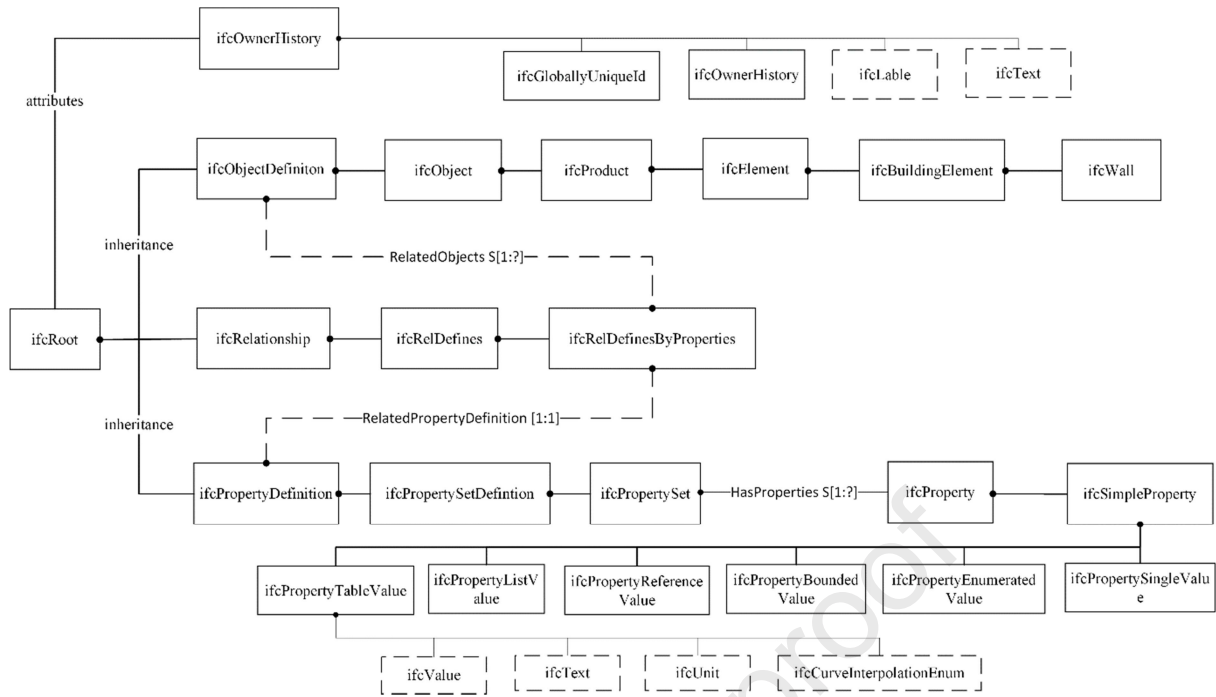 ifcOwnerHistory
ifcGloballyUniqueId
ifcOwnerHistory
ifcLable
ifcText
attributes
ifcObjectDefiniton
ifcObject
ifcProduct
ifcElement
ifcBuildingElement
ifcWall
inheritance
RelatedObjects S[1:?]
ifcRoot
ifcRelationship
ifcRelDefines
ifcRelDefinesByProperties
inheritance
RelatedPropertyDefinition [1:1]
ifcPropertyDefinition
ifcPropertySetDefintion
ifcPropertySet
HasProperties S[1:?]
ifcProperty
ifcSimpleProperty
ifcPropertyTableValue
ifcPropertyListV
alue
ifcPropertyReference
Value
ifcPropertyBounded
Value
ifcPropertyEnumerated
Value
ifcPropertySingleValu
e
ifcValue
ifcText
ifcUnit
ifcCurveInterpolationEnum
proof